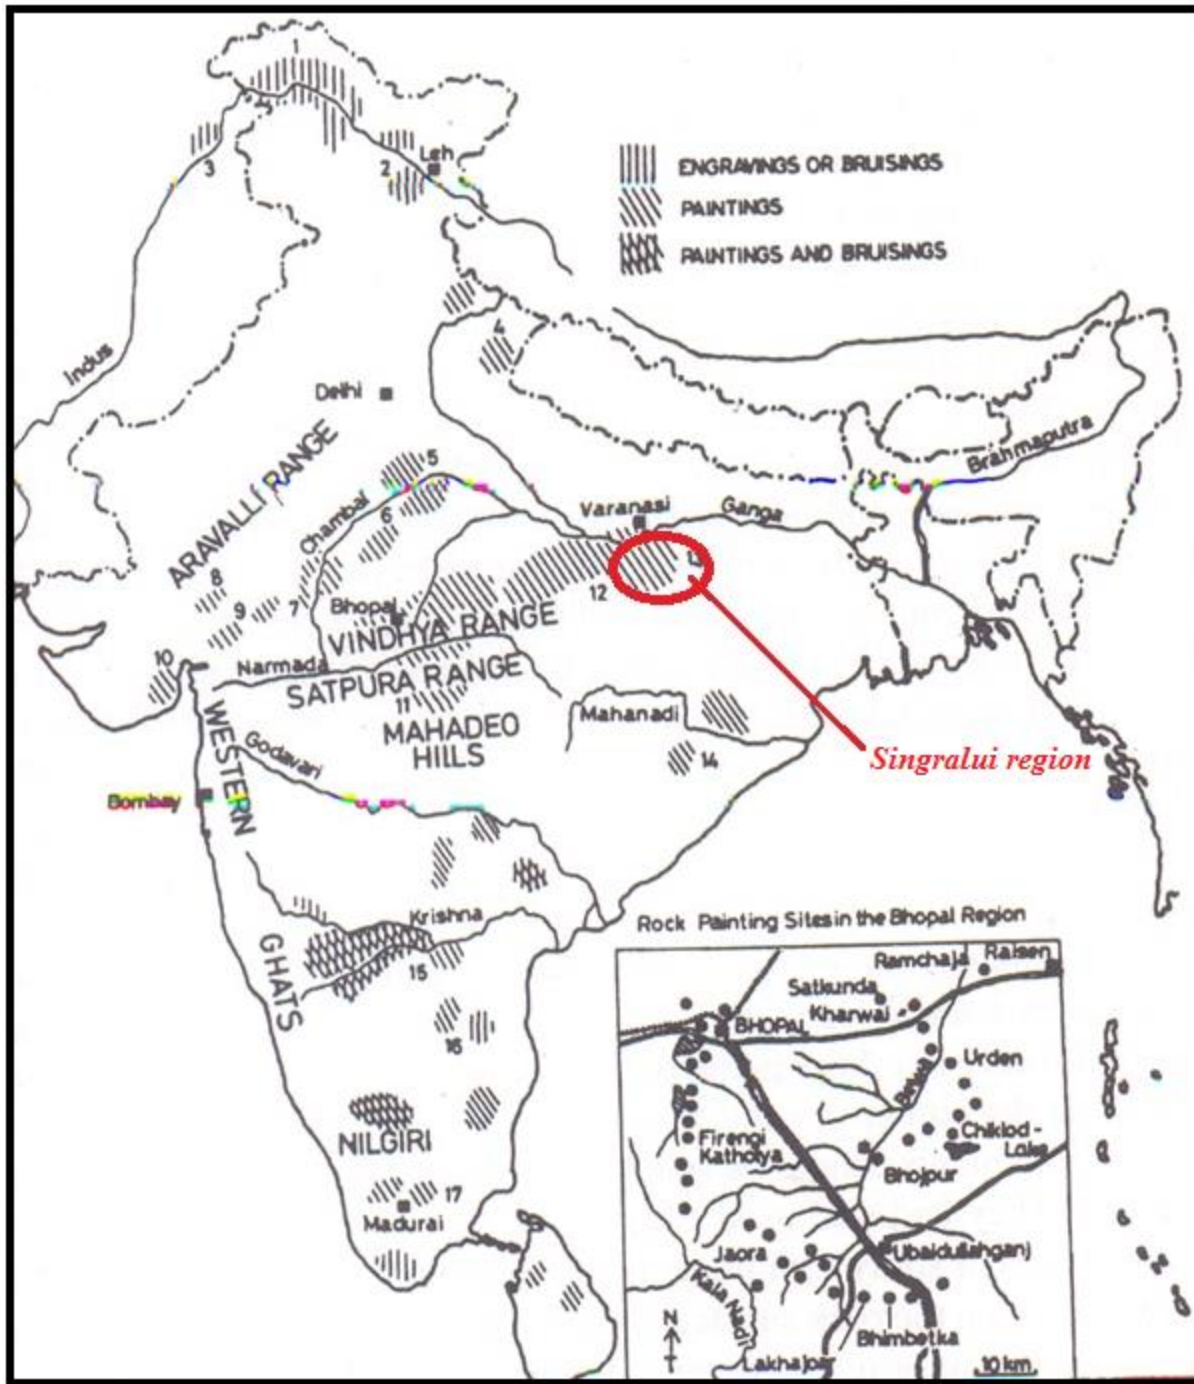 1
3
2
Leh
ENGRAVINGS OR BRUISINGS
PAINTINGS
PAINTINGS AND BRUISINGS
Indus
4
Delhi
ARAVALLI RANGE
5
Chambal
6
Varanasi
Ganga
Brahmaputra
8
9
7
Bhopal
12
VINDHYA RANGE
10
Narmada
SATPURA RANGE
11
MAHADEO
HILLS
Mahanadi
14
Singralui region
WESTERN
GHATS
Godavari
Bombay
Krishna
15
16
NILGIRI
17
Madurai
Rock Painting Sites in the Bhopal Region
Ramchaja
Raisen
Satkunda
Kharwai
BHOPAL
Urden
Firengi
Katholya
Chiklod-
Lake
Bhojpur
Jaora
Ubaidullahganj
Kala Nadi
N
T
Bhimbetka
Lakhajoar
10 km.